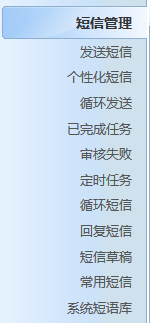 短信管理
发送短信
个性化短信
循环发送
已完成任务
审核失败
定时任务
循环短信
回复短信
短信草稿
常用短信
系统短语库